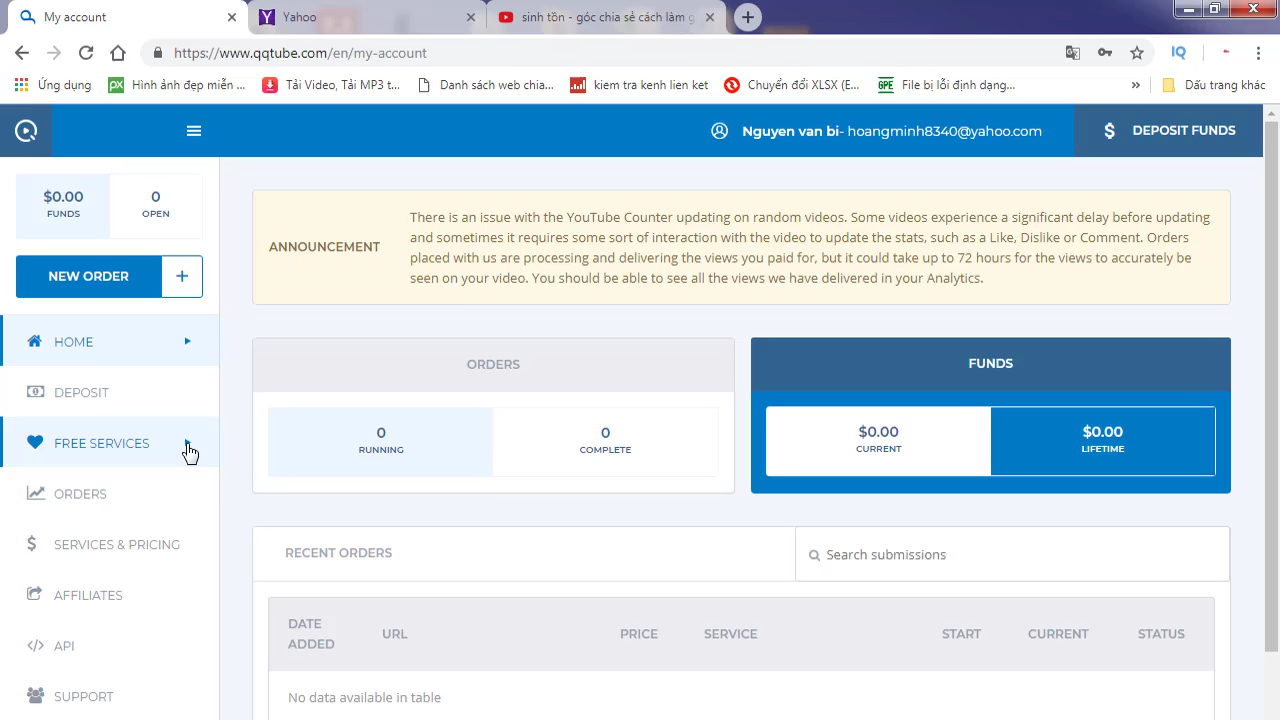 My account
Yahoo
sinh tồn - góc chia sẻ cách làm g
https://www.qqtube.com/en/my-account
IQ
Ứng dụng
px Hình ảnh đẹp miễn ...
Tải Video, Tải MP3 t...
Danh sách web chia...
kiem tra kenh lien ket
Chuyển đổi XLSX (E...
GPE File bị lỗi định dạng...
»
Dấu trang khác
Nguyen van bi- hoangminh8340@yahoo.com
$ DEPOSIT FUNDS
$0.00
FUNDS
0
OPEN
NEW ORDER +
HOME
DEPOSIT
FREE SERVICES
ORDERS
$ SERVICES & PRICING
AFFILIATES
</> API
SUPPORT
ANNOUNCEMENT
There is an issue with the YouTube Counter updating on random videos. Some videos experience a significant delay before updating
and sometimes it requires some sort of interaction with the video to update the stats, such as a Like, Dislike or Comment. Orders
placed with us are processing and delivering the views you paid for, but it could take up to 72 hours for the views to accurately be
seen on your video. You should be able to see all the views we have delivered in your Analytics.
ORDERS
0
RUNNING
0
COMPLETE
FUNDS
$0.00
CURRENT
$0.00
LIFETIME
RECENT ORDERS
Search submissions
DATE
ADDED
URL
PRICE
SERVICE
START
CURRENT
STATUS
No data available in table